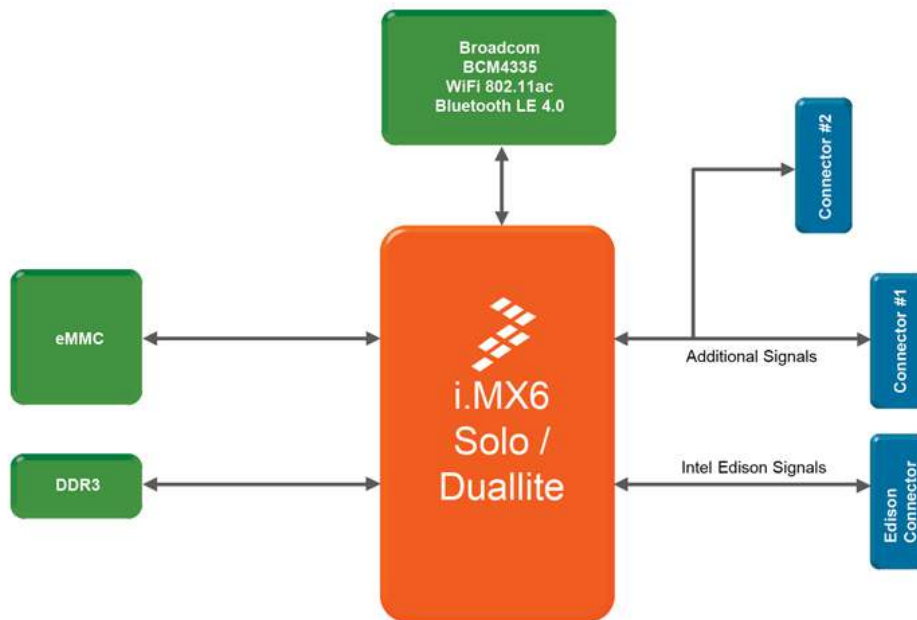 Broadcom
BCM4335
WiFi 802.11ac
Bluetooth LE 4.0
Connector #2
eMMC
i.MX6
Solo /
Duallite
Additional Signals
Connector #1
DDR3
Intel Edison Signals
Edison
Connector